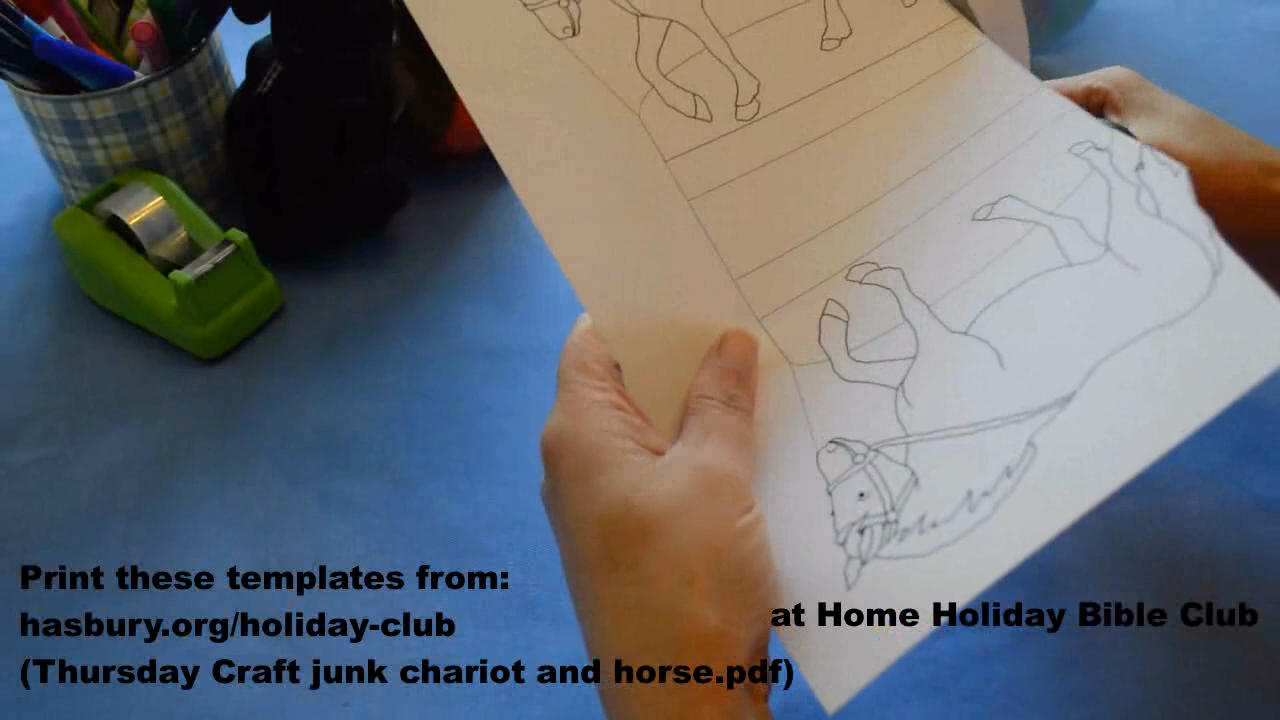 Print these templates from:
hasbury.org/holiday-club
(Thursday Craft junk chariot and horse.pdf)
at Home Holiday Bible Club